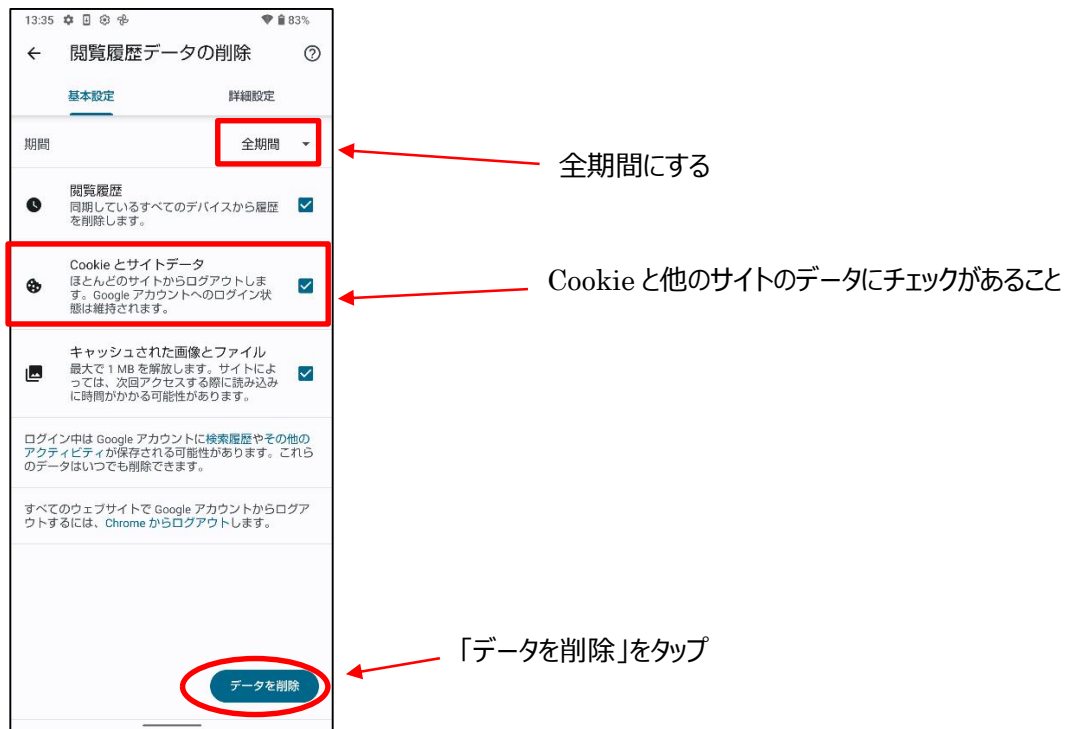 13:35
83%
閲覧履歴データの削除
基本設定
詳細設定
期間
全期間
全期間にする
閲覧履歴
同期しているすべてのデバイスから履歴
を削除します。
Cookie とサイトデータ
ほとんどのサイトからログアウトしま
す。Google アカウントへのログイン状
態は維持されます。
Cookie と他のサイトのデータにチェックがあること
キャッシュされた画像とファイル
最大で 1 MB を解放します。サイトによ
っては、次回アクセスする際に読み込み
に時間がかかる可能性があります。
ログイン中は Google アカウントに検索履歴やその他の
アクティビティが保存される可能性があります。これら
のデータはいつでも削除できます。
すべてのウェブサイトで Google アカウントからログア
ウトするには、Chrome からログアウトします。
「データを削除」をタップ
データを削除